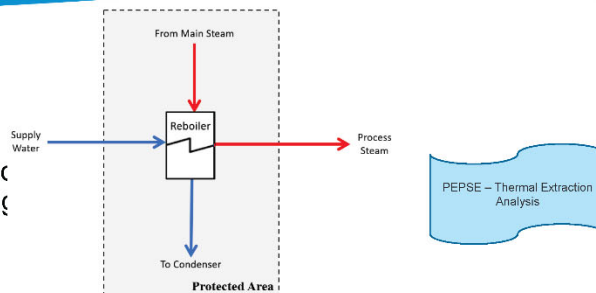 From Main Steam
Reboiler
Supply
Water
Process
Steam
To Condenser
Protected Area
PEPSE – Thermal Extraction
Analysis